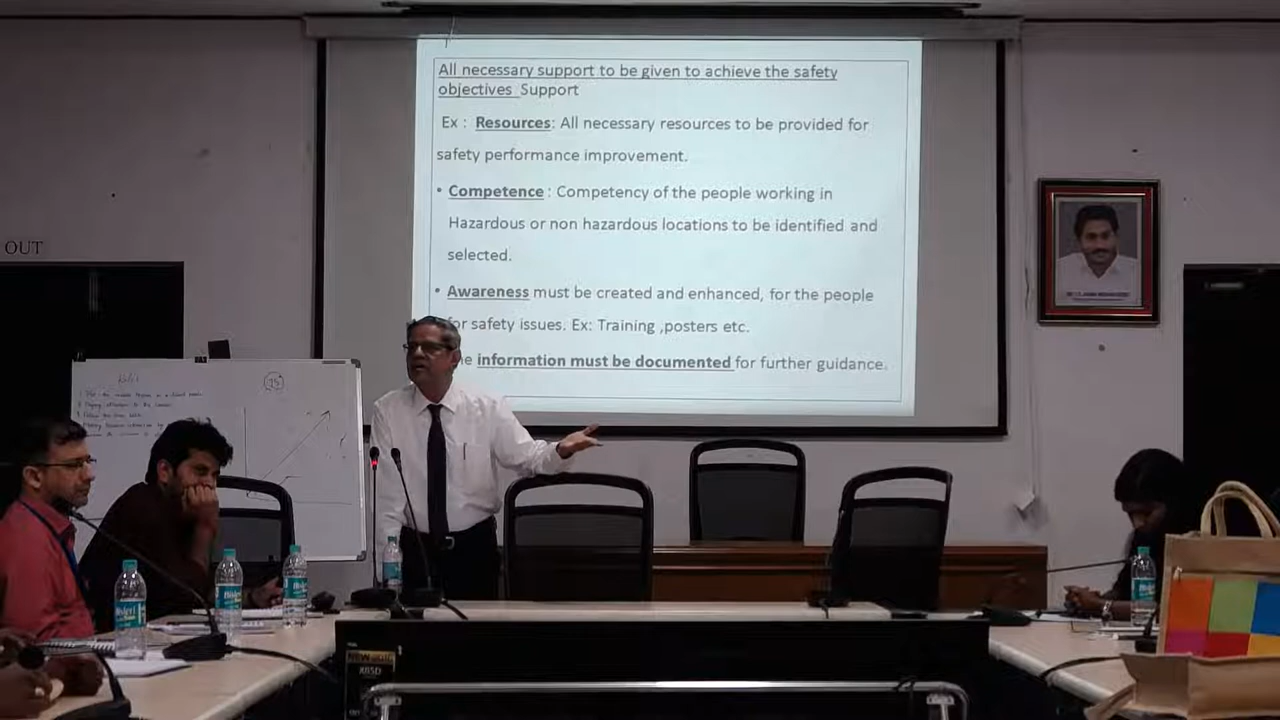 All necessary support to be given to achieve the safety
objectives Support
Ex : Resources: All necessary resources to be provided for
safety performance improvement.
• Competence : Competency of the people working in
Hazardous or non hazardous locations to be identified and
selected.
• Awareness must be created and enhanced, for the people
for safety issues. Ex: Training ,posters etc.
information must be documented for further guidance.
OUT
75
Bisleri
Bisleri